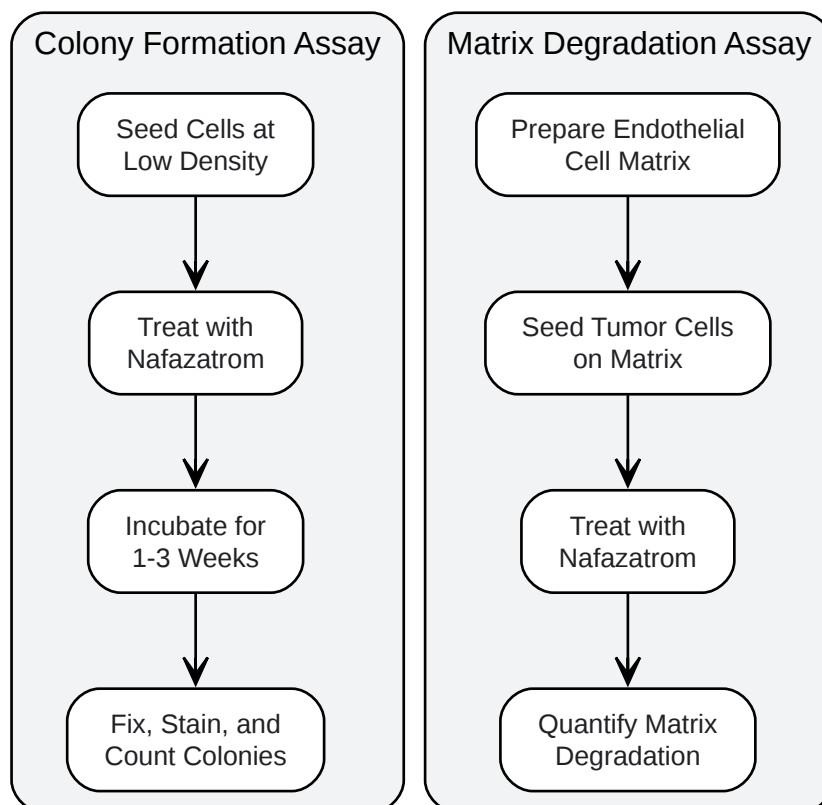 Colony Formation Assay
Seed Cells at
Low Density
Treat with
Nafazatrom
Incubate for
1-3 Weeks
Fix, Stain, and
Count Colonies
Matrix Degradation Assay
Prepare Endothelial
Cell Matrix
Seed Tumor Cells
on Matrix
Treat with
Nafazatrom
Quantify Matrix
Degradation